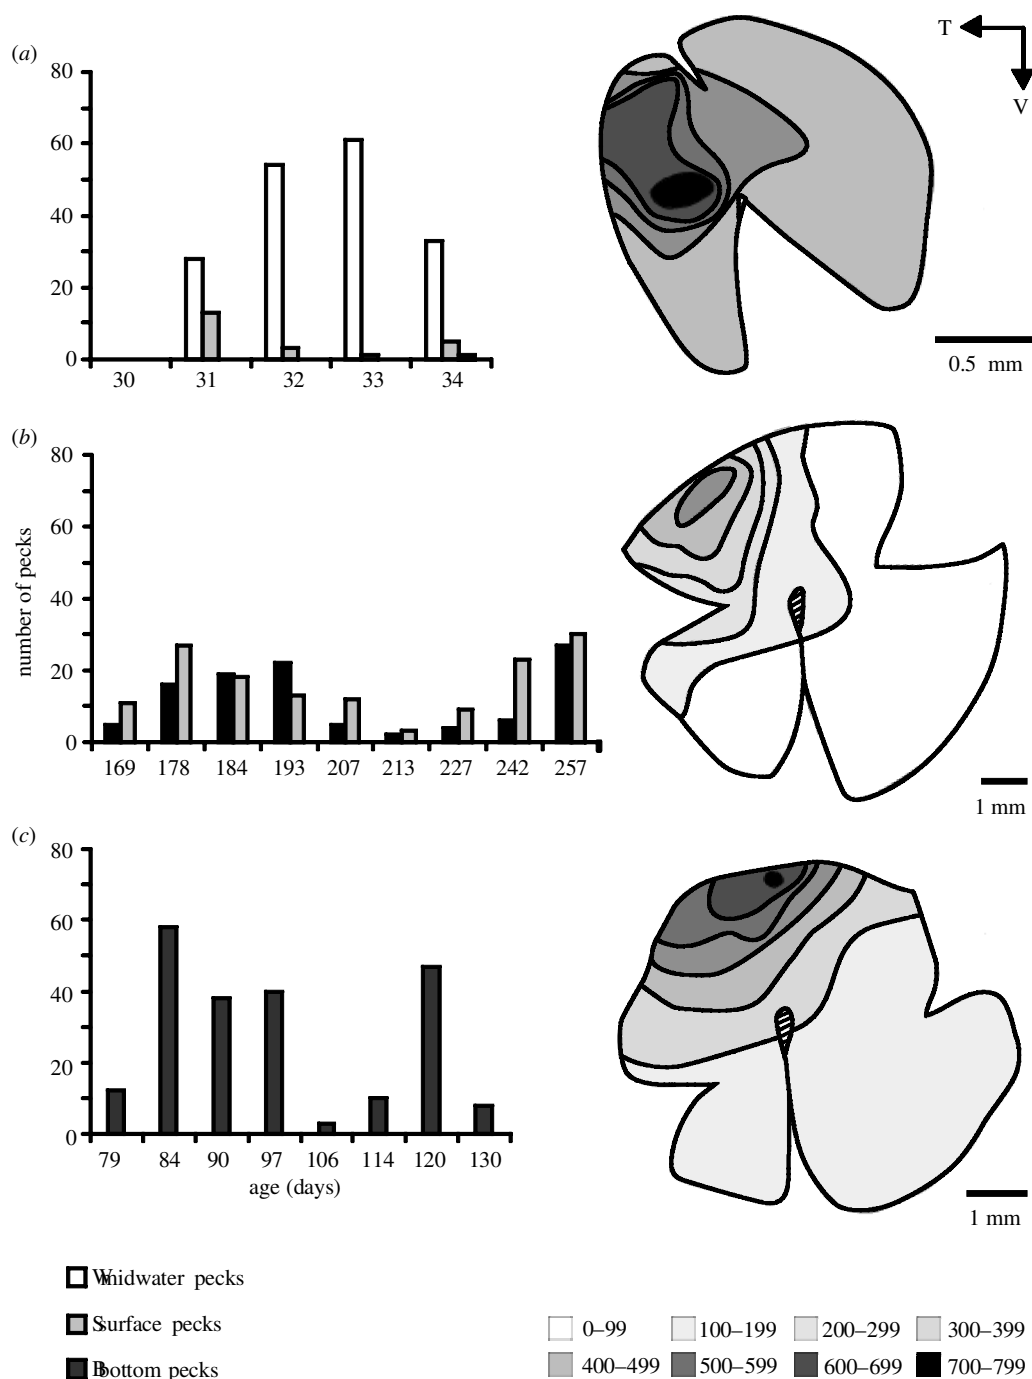 (a)
80
60
40
20
0
30 31 32 33 34
T
V
0.5 mm
(b)
number of pecks
80
60
40
20
0
169 178 184 193 207 213 227 242 257
1 mm
(c)
80
60
40
20
0
79 84 90 97 106 114 120 130
age (days)
1 mm
midwater pecks
surface pecks
bottom pecks
0–99 100–199 200–299 300–399
400–499 500–599 600–699 700–799